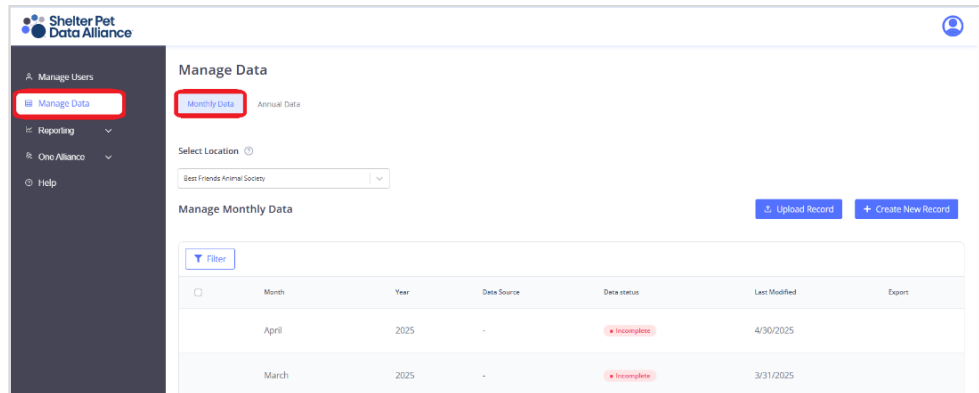 Shelter Pet
Data Alliance
Manage Users
Manage Data
Reporting
One Alliance
Help
Manage Data
Monthly Data Annual Data
Select Location
Best Friends Animal Society
Manage Monthly Data
Upload Record + Create New Record
Filter
Month Year Data Source Data status Last Modified Export
April 2025 - Incomplete 4/30/2025
March 2025 - Incomplete 3/31/2025